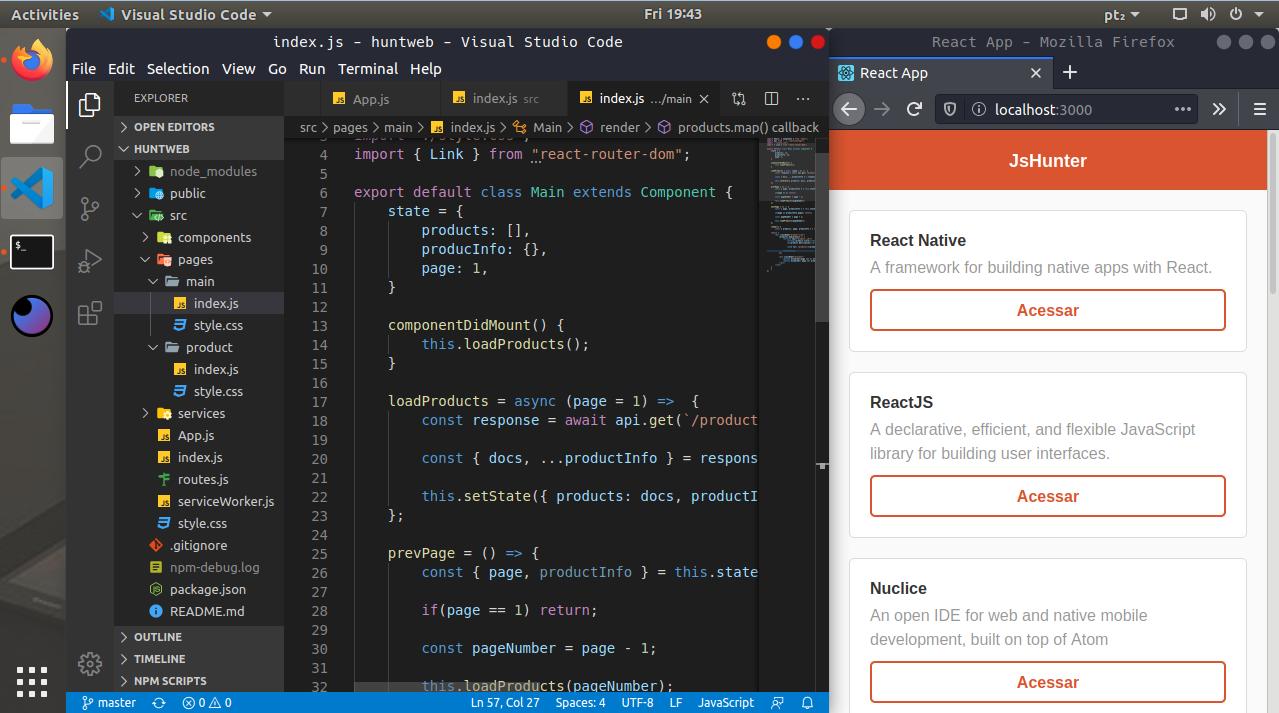 Activities
Visual Studio Code
Fri 19:43
pt₂
index.js - huntweb - Visual Studio Code
File Edit Selection View Go Run Terminal Help
EXPLORER
OPEN EDITORS
HUNTWEB
node_modules
public
src
components
pages
main
index.js
style.css
product
index.js
style.css
services
App.js
index.js
routes.js
serviceWorker.js
style.css
.gitignore
npm-debug.log
package.json
README.md
OUTLINE
TIMELINE
NPM SCRIPTS
App.js
index.js src
index.js .../main
src > pages > main > index.js > Main > render > products.map() callback
4 import { Link } from "react-router-dom";
5
6 export default class Main extends Component {
7 state = {
8 products: [],
9 producInfo: {},
10 page: 1,
11 }
12
13 componentDidMount() {
14 this.loadProducts();
15 }
16
17 loadProducts = async (page = 1) => {
18 const response = await api.get(`/product
19
20 const { docs, ...productInfo } = respons
21
22 this.setState({ products: docs, productI
23 };
24
25 prevPage = () => {
26 const { page, productInfo } = this.state
27
28 if(page == 1) return;
29
30 const pageNumber = page - 1;
31
32 this.loadProducts(pageNumber);
master
0 0
Ln 57, Col 27
Spaces: 4
UTF-8
LF
JavaScript
React App - Mozilla Firefox
React App
localhost:3000
JsHunter
React Native
A framework for building native apps with React.
Acessar
ReactJS
A declarative, efficient, and flexible JavaScript
library for building user interfaces.
Acessar
Nuclice
An open IDE for web and native mobile
development, built on top of Atom
Acessar